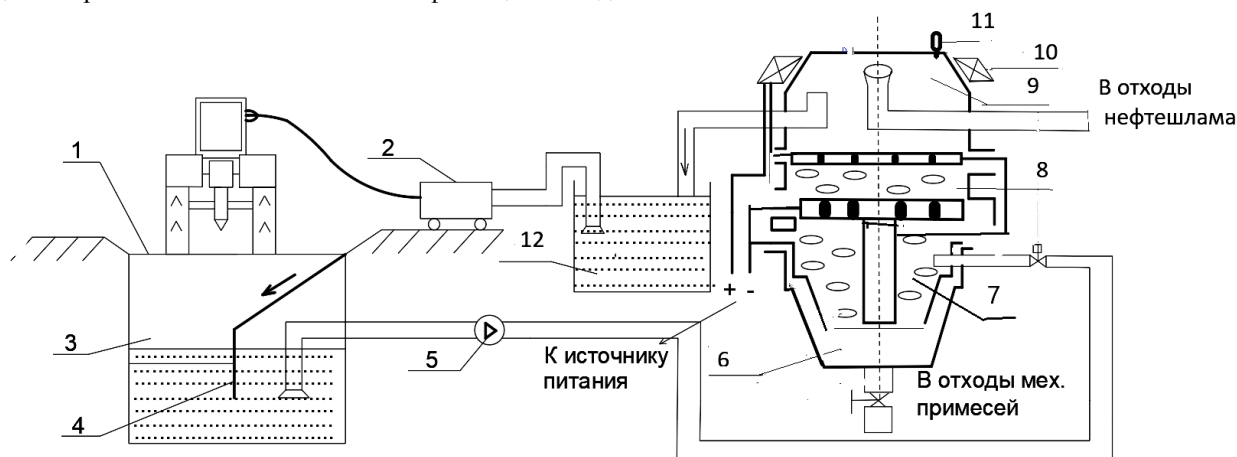 11
10
9
В отходы
нефтешлама
1
2
8
12
+ -
7
3
5
К источнику
питания
6
4
В отходы мех.
примесей